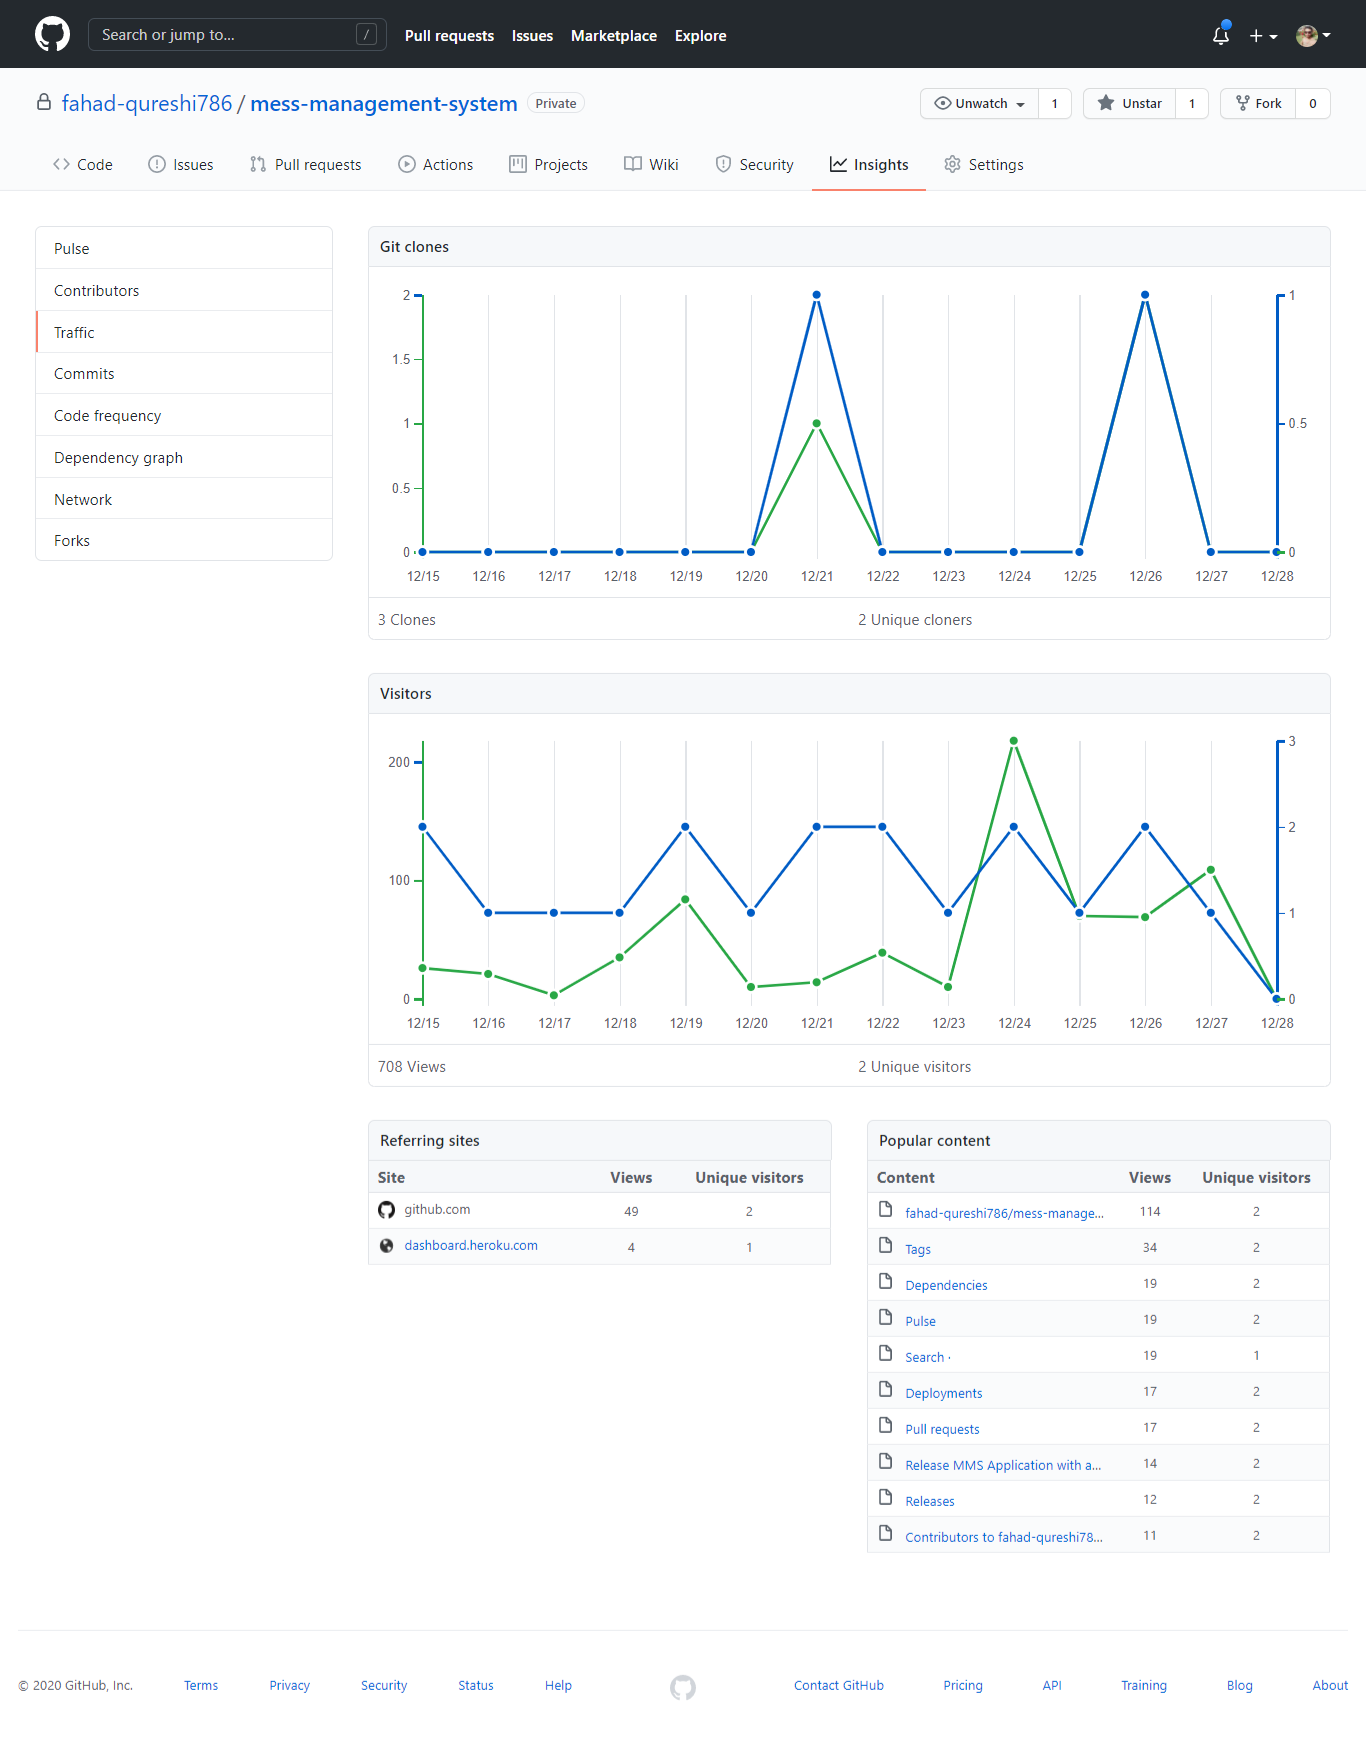 Search or jump to... /
Pull requests Issues Marketplace Explore
fahad-qureshi786 / mess-management-system Private
Unwatch 1 Unstar 1 Fork 0
Code Issues Pull requests Actions Projects Wiki Security Insights Settings
Pulse
Contributors
Traffic
Commits
Code frequency
Dependency graph
Network
Forks
Git clones
2 1
1.5
1 0.5
0.5
0 0
12/15 12/16 12/17 12/18 12/19 12/20 12/21 12/22 12/23 12/24 12/25 12/26 12/27 12/28
3 Clones 2 Unique cloners
Visitors
3
200
2
100
1
0 0
12/15 12/16 12/17 12/18 12/19 12/20 12/21 12/22 12/23 12/24 12/25 12/26 12/27 12/28
708 Views 2 Unique visitors
Referring sites
Site Views Unique visitors
github.com 49 2
dashboard.heroku.com 4 1
Popular content
Content Views Unique visitors
fahad-qureshi786/mess-manage... 114 2
Tags 34 2
Dependencies 19 2
Pulse 19 2
Search · 19 1
Deployments 17 2
Pull requests 17 2
Release MMS Application with a... 14 2
Releases 12 2
Contributors to fahad-qureshi78... 11 2
© 2020 GitHub, Inc. Terms Privacy Security Status Help Contact GitHub Pricing API Training Blog About